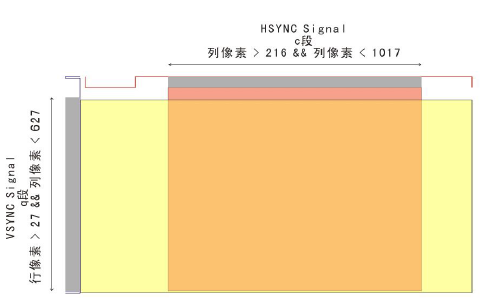 HSYNC Signal
c段
列像素 > 216 && 列像素 < 1017
VSYNC Signal
q段
行像素 > 27 && 列像素 < 627